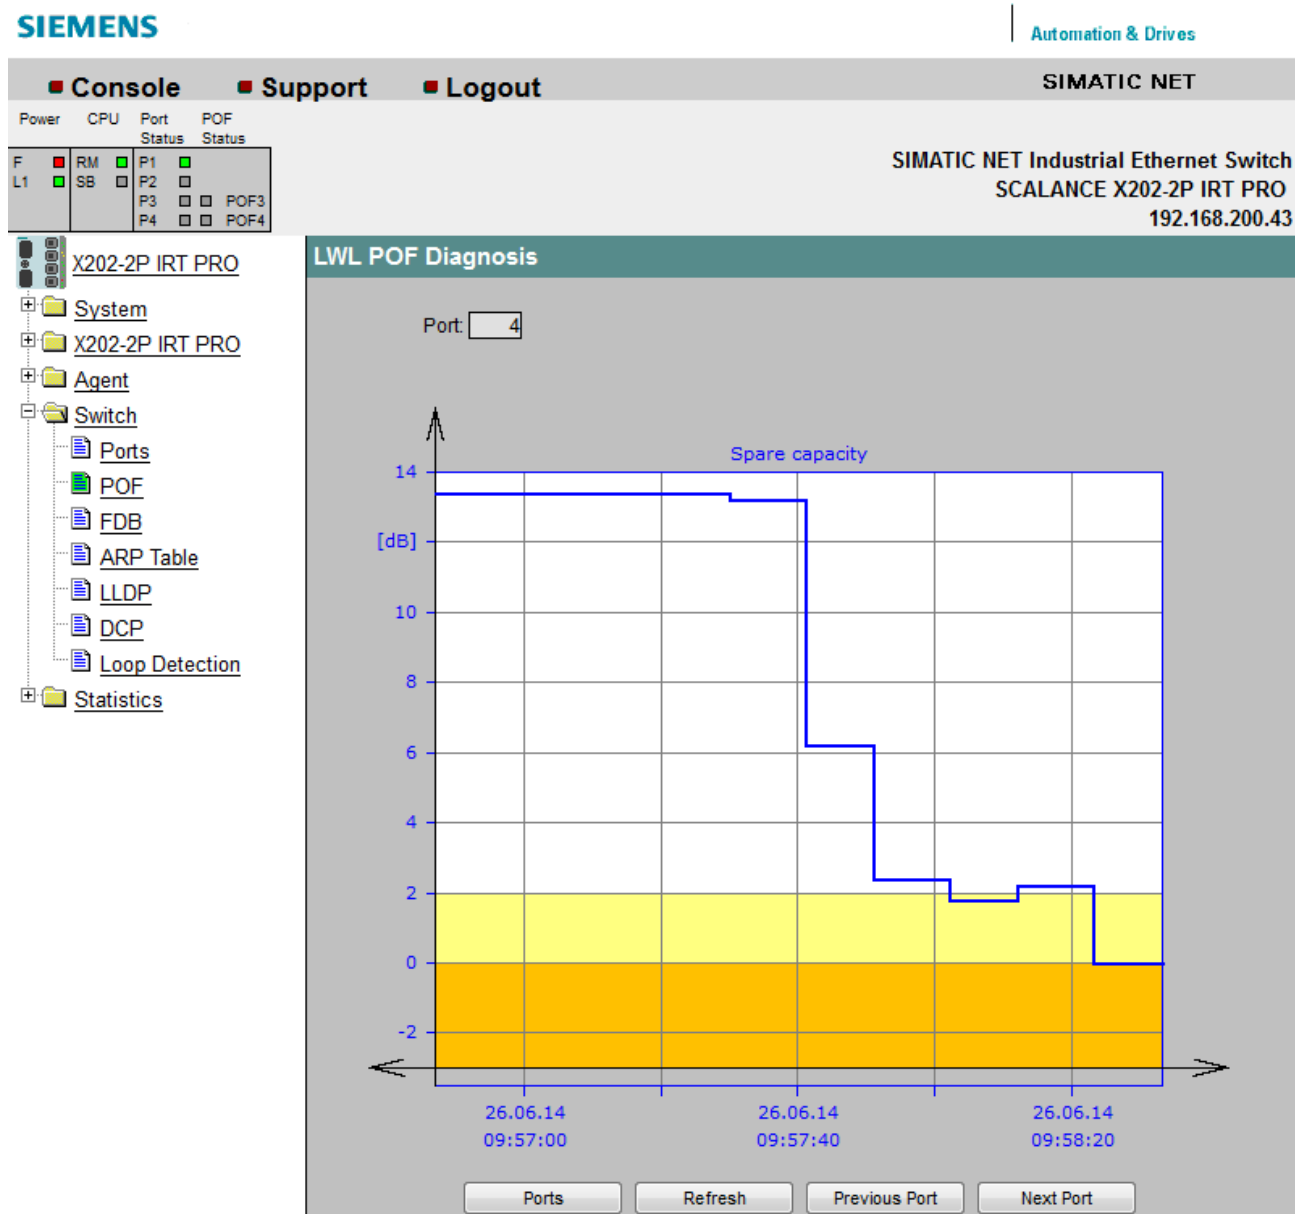 SIEMENS
Automation & Drives
Console Support Logout
SIMATIC NET
Power CPU Port POF
Status Status
F RM P1
L1 SB P2
P3 POF3
P4 POF4
SIMATIC NET Industrial Ethernet Switch
SCALANCE X202-2P IRT PRO
192.168.200.43
X202-2P IRT PRO
System
X202-2P IRT PRO
Agent
Switch
Ports
POF
FDB
ARP Table
LLDP
DCP
Loop Detection
Statistics
LWL POF Diagnosis
Port: 4
Spare capacity
14
[dB]
10
8
6
4
2
0
-2
26.06.14 26.06.14 26.06.14
09:57:00 09:57:40 09:58:20
Ports Refresh Previous Port Next Port